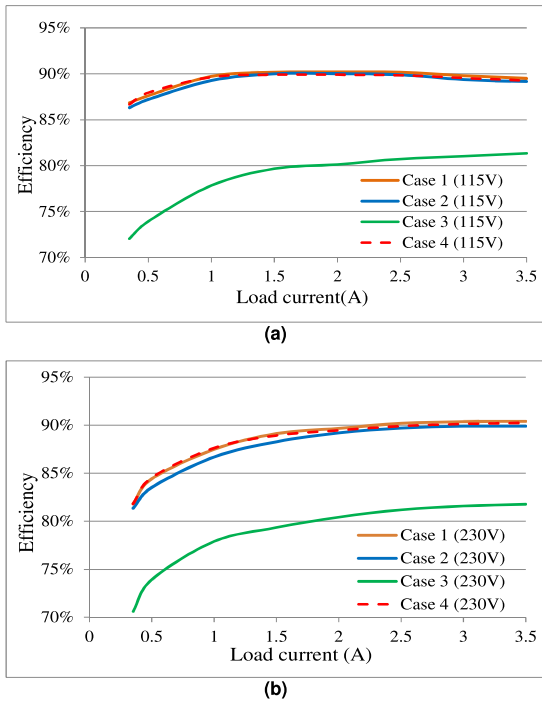 95%
90%
85%
80%
75%
70%
Efficiency
Case 1 (115V)
Case 2 (115V)
Case 3 (115V)
Case 4 (115V)
0 0.5 1 1.5 2 2.5 3 3.5
Load current(A)
(a)
95%
90%
85%
80%
75%
70%
Efficiency
Case 1 (230V)
Case 2 (230V)
Case 3 (230V)
Case 4 (230V)
0 0.5 1 1.5 2 2.5 3 3.5
Load current (A)
(b)